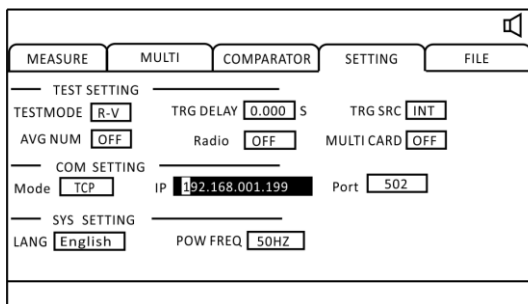 MEASURE MULTI COMPARATOR SETTING FILE
TEST SETTING
TESTMODE R-V TRG DELAY 0.000 S TRG SRC INT
AVG NUM OFF Radio OFF MULTI CARD OFF
COM SETTING
Mode TCP IP 192.168.001.199 Port 502
SYS SETTING
LANG English POW FREQ 50HZ